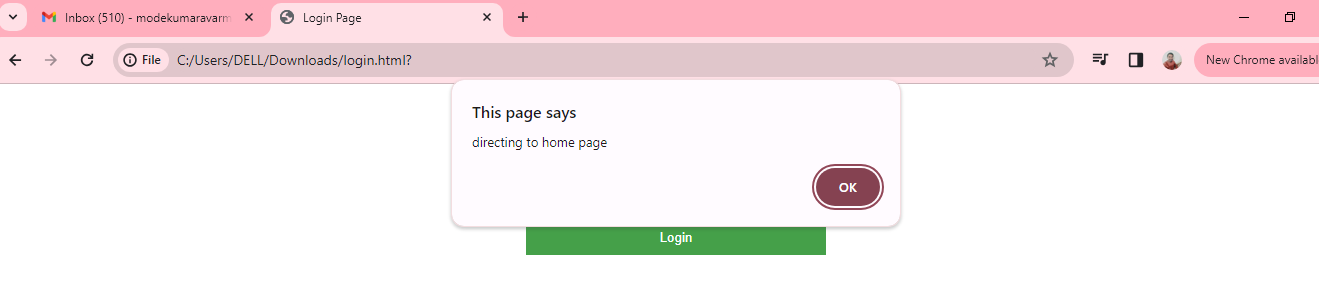 Inbox (510) - modekumaravarm
Login Page
File
C:/Users/DELL/Downloads/login.html?
New Chrome availabl
This page says
directing to home page
OK
Login